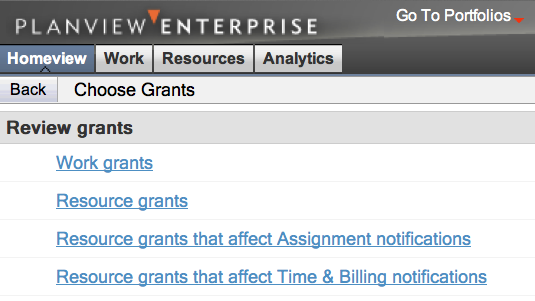 PLANVIEW ENTERPRISE
Go To Portfolios
Homeview Work Resources Analytics
Back Choose Grants
Review grants
Work grants
Resource grants
Resource grants that affect Assignment notifications
Resource grants that affect Time & Billing notifications